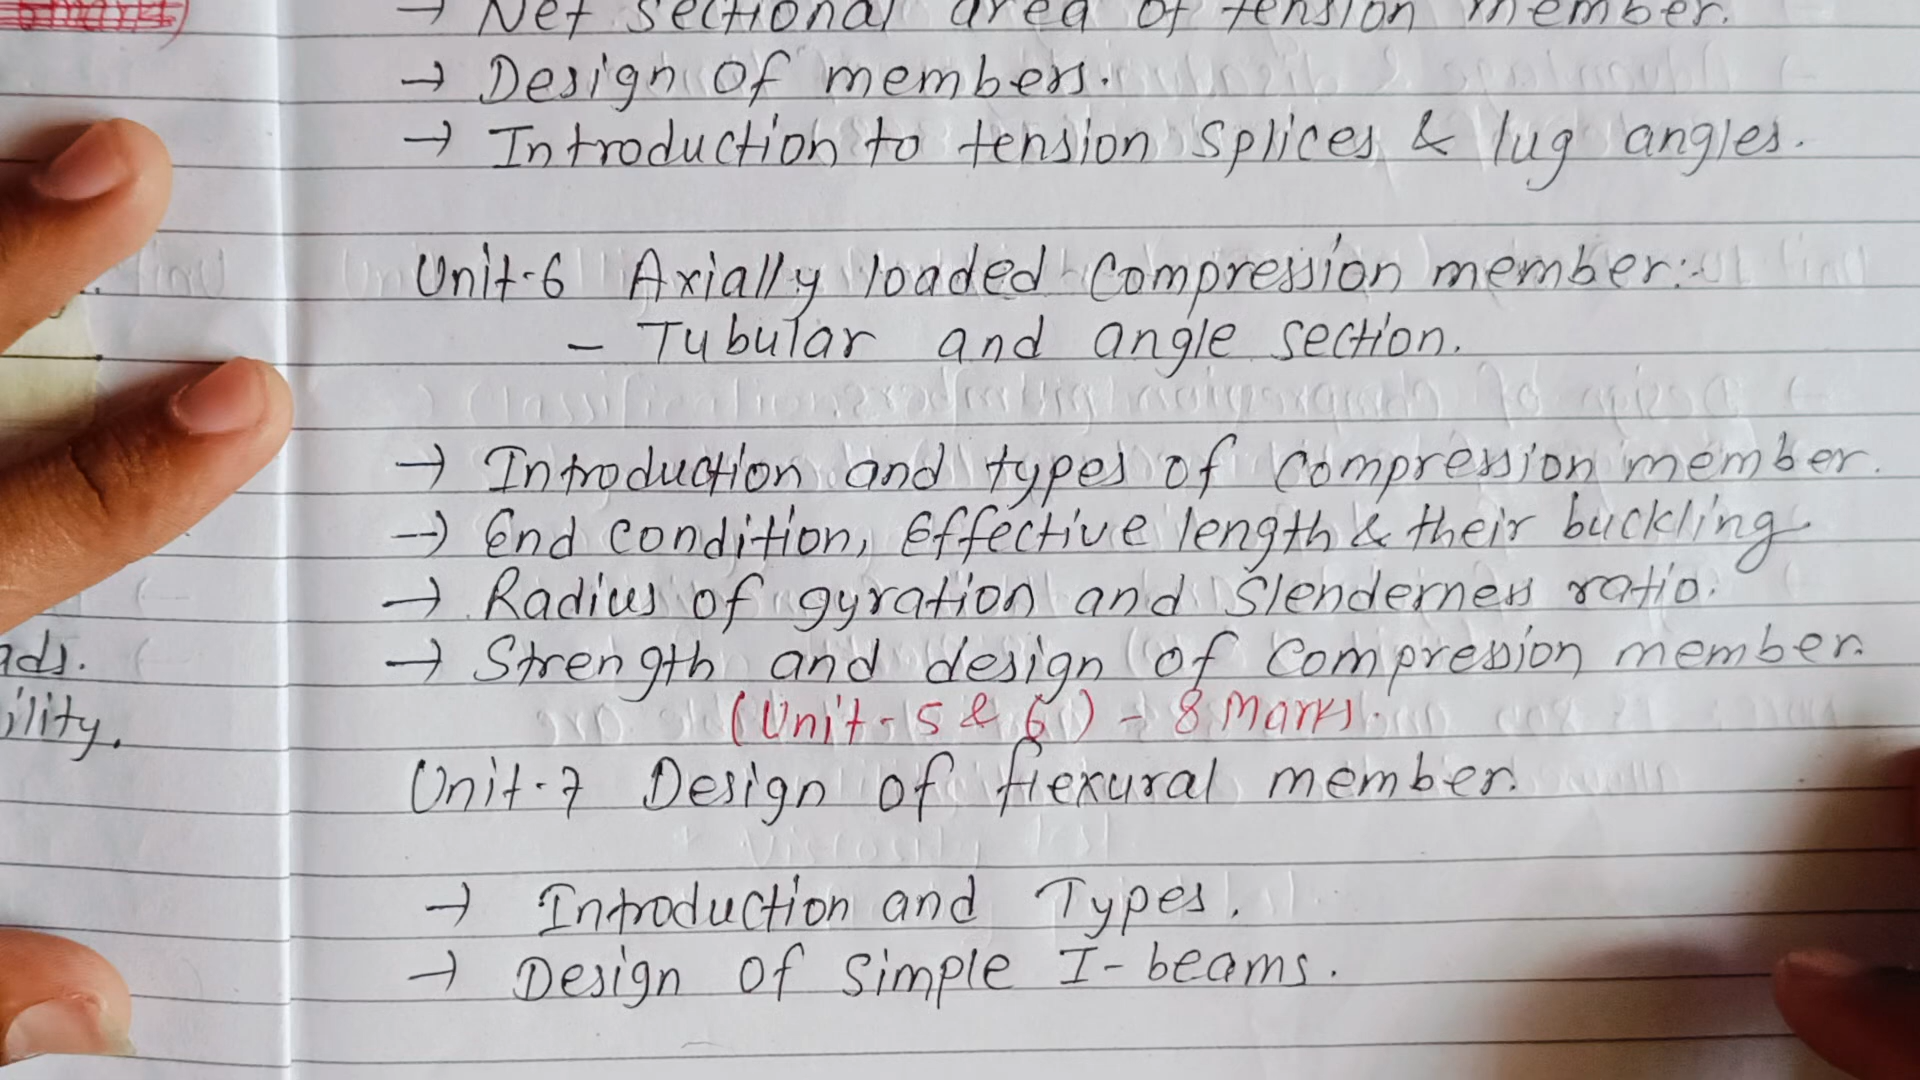 → Net sectional area of tension member.
→ Design of members.
→ Introduction to tension splices & lug angles.
Unit-6 Axially loaded Compression member:-
- Tubular and angle section.
→ Introduction and types of Compression member.
→ End condition, Effective length & their buckling
→ Radius of gyration and Slenderness ratio.
→ Strength and design of Compression member.
(Unit-5 & 6) - 8 Marks.
Unit-7 Design of flexural member.
→ Introduction and Types.
→ Design of Simple I-beams.